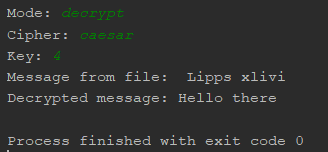 Mode: decrypt
Cipher: caesar
Key: 4
Message from file:  Lipps xlivi
Decrypted message: Hello there
Process finished with exit code 0